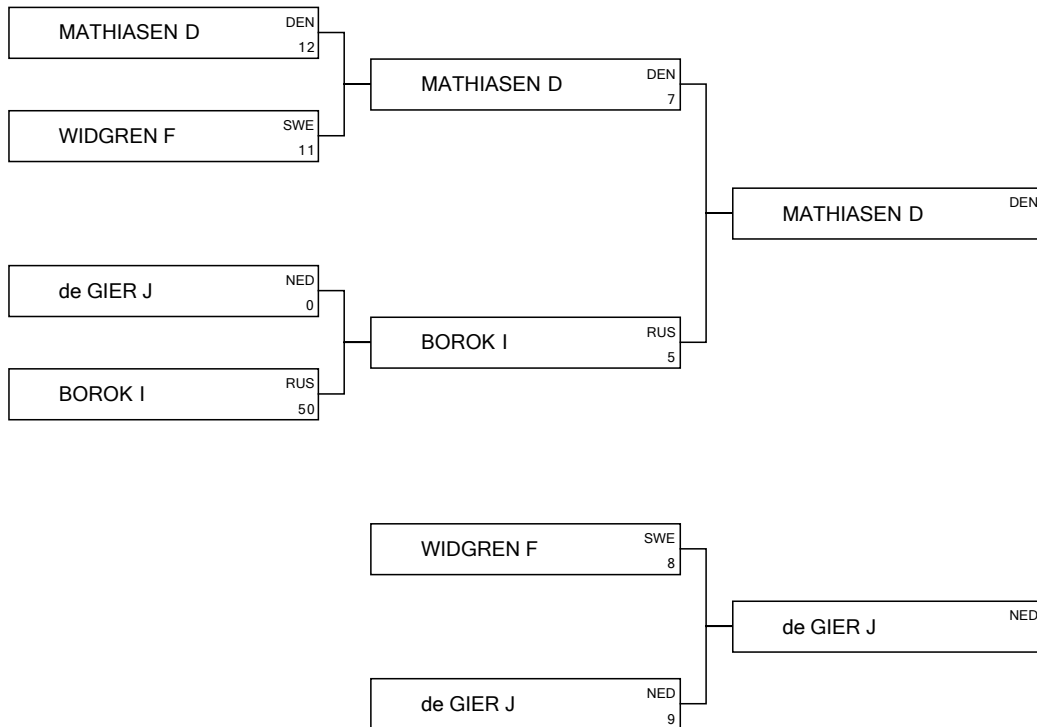 MATHIASEN D DEN
12
WIDGREN F SWE
11
MATHIASEN D DEN
7
MATHIASEN D DEN
de GIER J NED
0
BOROK I RUS
50
BOROK I RUS
5
WIDGREN F SWE
8
de GIER J NED
9
de GIER J NED